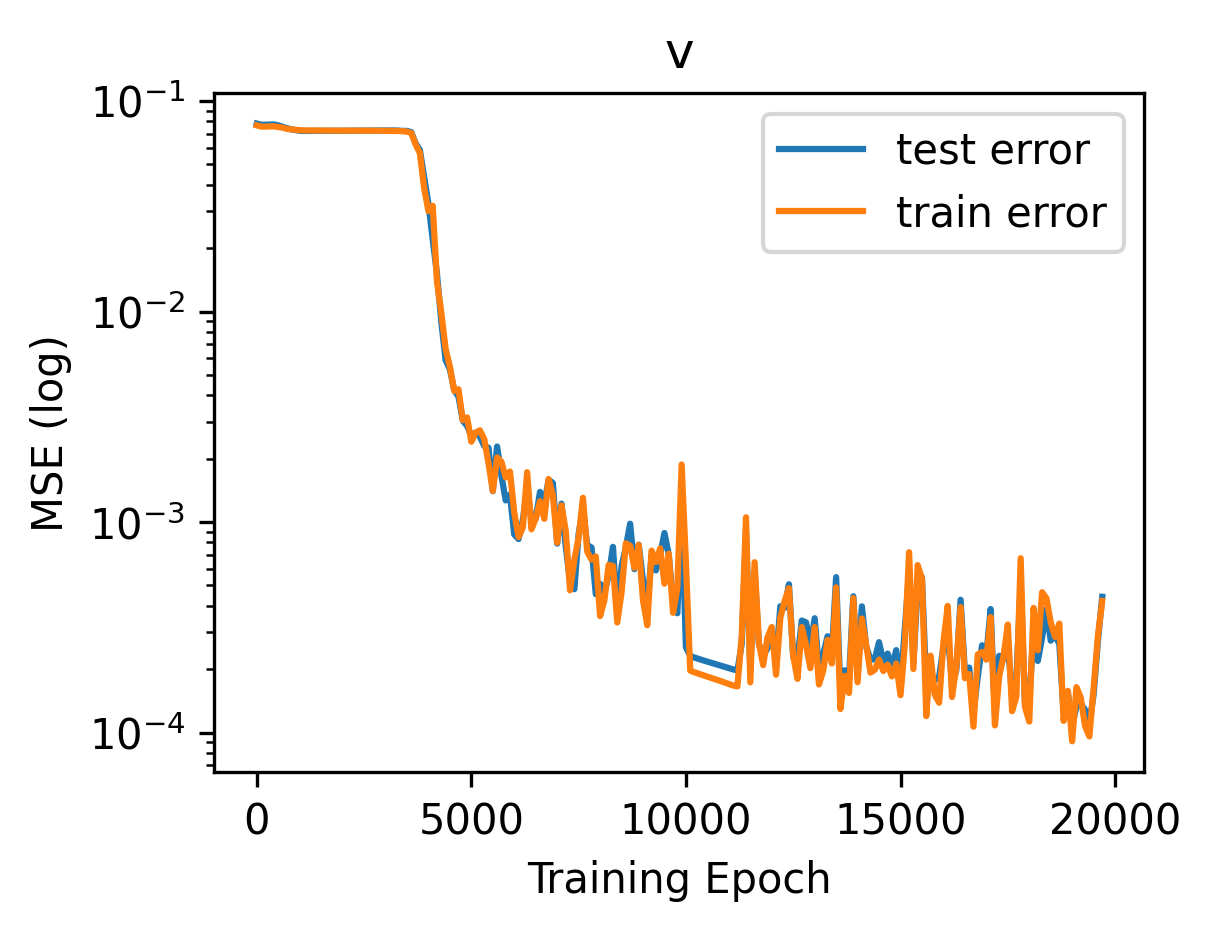 v
10⁻¹
10⁻²
10⁻³
10⁻⁴
MSE (log)
test error
train error
0 5000 10000 15000 20000
Training Epoch